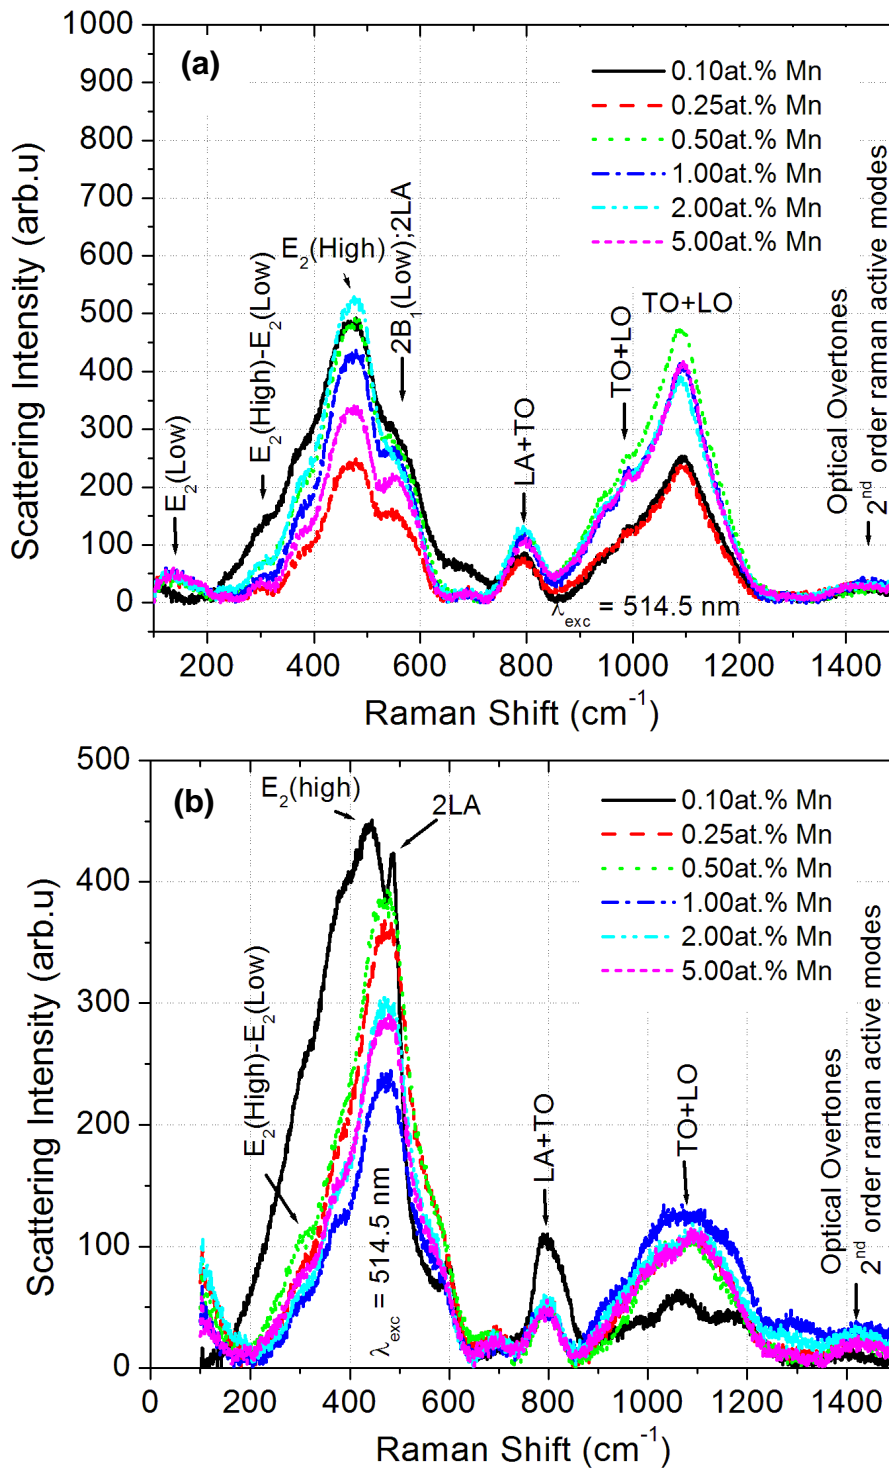 (a)
1000
900
800
700
600
500
400
300
200
100
0
Scattering Intensity (arb.u)
0.10at.% Mn
0.25at.% Mn
0.50at.% Mn
1.00at.% Mn
2.00at.% Mn
5.00at.% Mn
E₂(Low)
E₂(High)-E₂(Low)
E₂(High)
2B₁(Low);2LA
LA+TO
TO+LO
TO+LO
Optical Overtones
2ⁿᵈ order raman active modes
λₑₓc = 514.5 nm
200 400 600 800 1000 1200 1400
Raman Shift (cm⁻¹)
(b)
500
400
300
200
100
0
Scattering Intensity (arb.u)
0.10at.% Mn
0.25at.% Mn
0.50at.% Mn
1.00at.% Mn
2.00at.% Mn
5.00at.% Mn
E₂(high)
2LA
E₂(High)-E₂(Low)
λₑₓc = 514.5 nm
LA+TO
TO+LO
Optical Overtones
2ⁿᵈ order raman active modes
0 200 400 600 800 1000 1200 1400
Raman Shift (cm⁻¹)